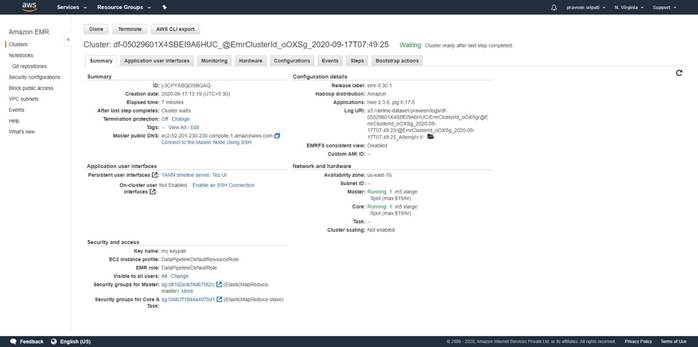 aws
Services
Resource Groups
praveen.sripati
N. Virginia
Support
Amazon EMR
Clusters
Notebooks
Git repositories
Security configurations
Block public access
VPC subnets
Events
Help
What's new
Clone
Terminate
AWS CLI export
Cluster: df-05029601X4SBEI9A6HUC_@EmrClusterId_oOXSg_2020-09-17T07:49:25
Waiting Cluster ready after last step completed.
Summary
Application user interfaces
Monitoring
Hardware
Configurations
Events
Steps
Bootstrap actions
Summary
ID: j-3CPYXBQOSBGAQ
Creation date: 2020-09-17 13:19 (UTC+5:30)
Elapsed time: 7 minutes
After last step completes: Cluster waits
Termination protection: Off Change
Tags: -- View All / Edit
Master public DNS: ec2-52-201-230-230.compute-1.amazonaws.com
Connect to the Master Node Using SSH
Configuration details
Release label: emr-5.30.1
Hadoop distribution: Amazon
Applications: hive 2.3.6, pig 0.17.0
Log URI: s3://airline-dataset-praveen/logs/df-
05029601X4SBEI9A6HUC/EmrClusterId_oOXSg/@E
mrClusterId_oOXSg_2020-09-
17T07:49:25/@EmrClusterId_oOXSg_2020-09-
17T07:49:25_Attempt=1/
EMRFS consistent view: Disabled
Custom AMI ID: --
Application user interfaces
Persistent user interfaces : YARN timeline server, Tez UI
On-cluster user Not Enabled Enable an SSH Connection
interfaces :
Network and hardware
Availability zone: us-east-1b
Subnet ID: --
Master: Running 1 m5.xlarge
Spot (max $1/hr)
Core: Running 1 m5.xlarge
Spot (max $1/hr)
Task: --
Cluster scaling: Not enabled
Security and access
Key name: my-keypair
EC2 instance profile: DataPipelineDefaultResourceRole
EMR role: DataPipelineDefaultRole
Visible to all users: All Change
Security groups for Master: (ElasticMapReduce-
master) More
Security groups for Core & (ElasticMapReduce-slave)
Task:
Feedback
English (US)
© 2008 - 2020, Amazon Internet Services Private Ltd. or its affiliates. All rights reserved.
Privacy Policy
Terms of Use